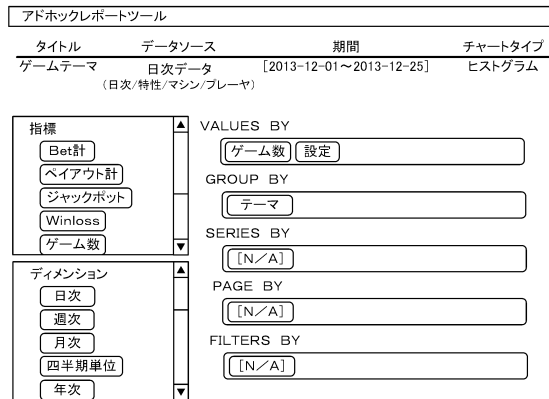 アドホックレポートツール
タイトル データソース 期間 チャートタイプ
ゲームテーマ 日次データ [2013-12-01～2013-12-25] ヒストグラム
(日次/特性/マシン/プレーヤ)
指標
Bet計
ペイアウト計
ジャックポット
Winloss
ゲーム数
ディメンション
日次
週次
月次
四半期単位
年次
VALUES BY
ゲーム数 設定
GROUP BY
テーマ
SERIES BY
[N／A]
PAGE BY
[N／A]
FILTERS BY
[N／A]